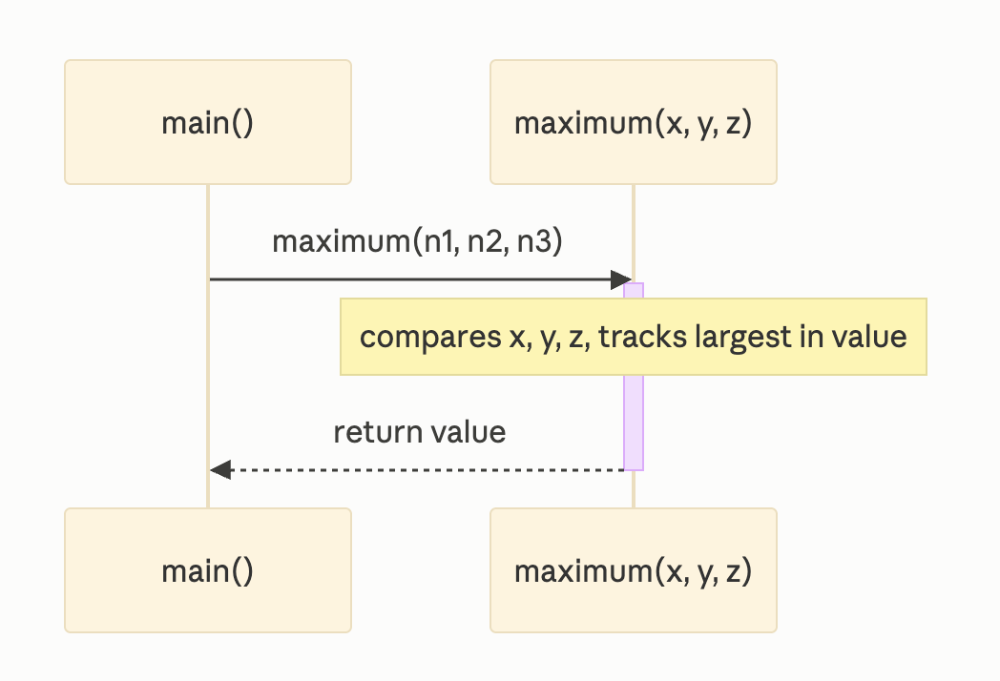 main()
maximum(x, y, z)
maximum(n1, n2, n3)
compares x, y, z, tracks largest in value
return value
main()
maximum(x, y, z)